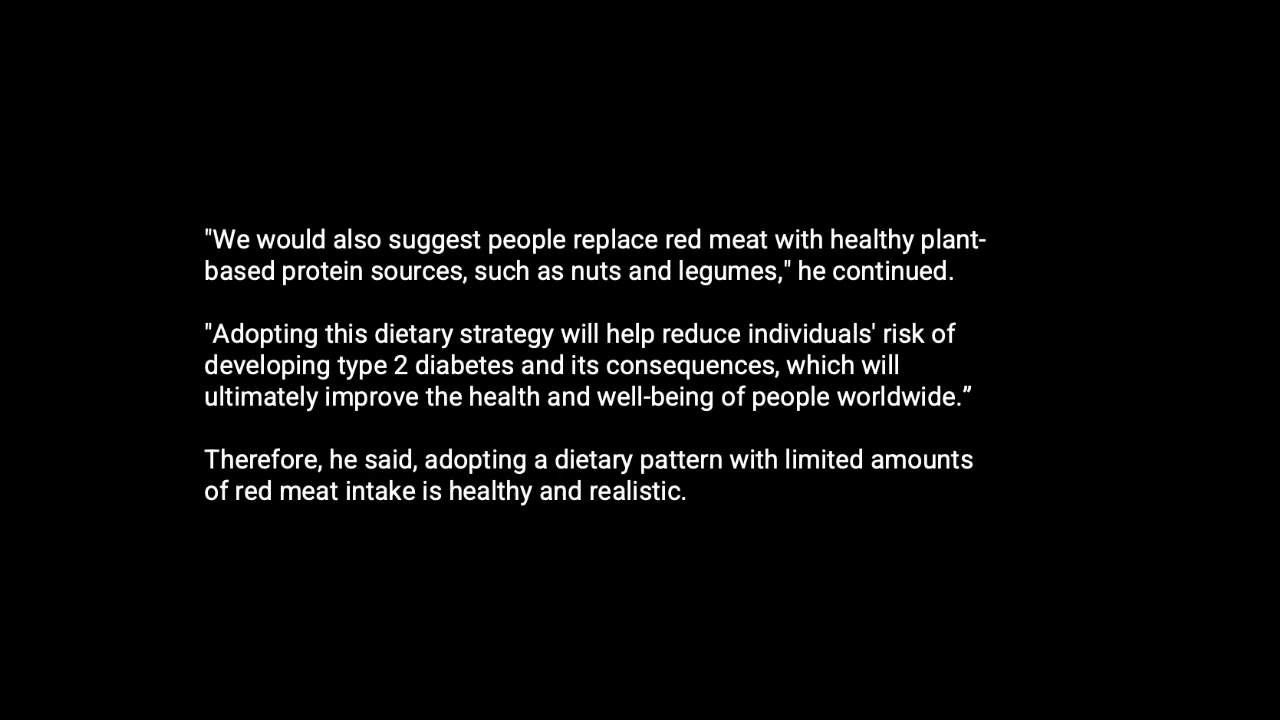 "We would also suggest people replace red meat with healthy plant-
based protein sources, such as nuts and legumes," he continued.
"Adopting this dietary strategy will help reduce individuals' risk of
developing type 2 diabetes and its consequences, which will
ultimately improve the health and well-being of people worldwide.”
Therefore, he said, adopting a dietary pattern with limited amounts
of red meat intake is healthy and realistic.